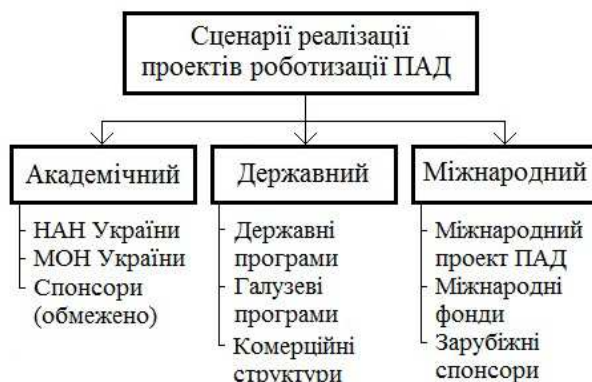 Сценарії реалізації
проектів роботизації ПАД
Академічний
НАН України
МОН України
Спонсори
(обмежено)
Державний
Державні
програми
Галузеві
програми
Комерційні
структури
Міжнародний
Міжнародний
проект ПАД
Міжнародні
фонди
Зарубіжні
спонсори